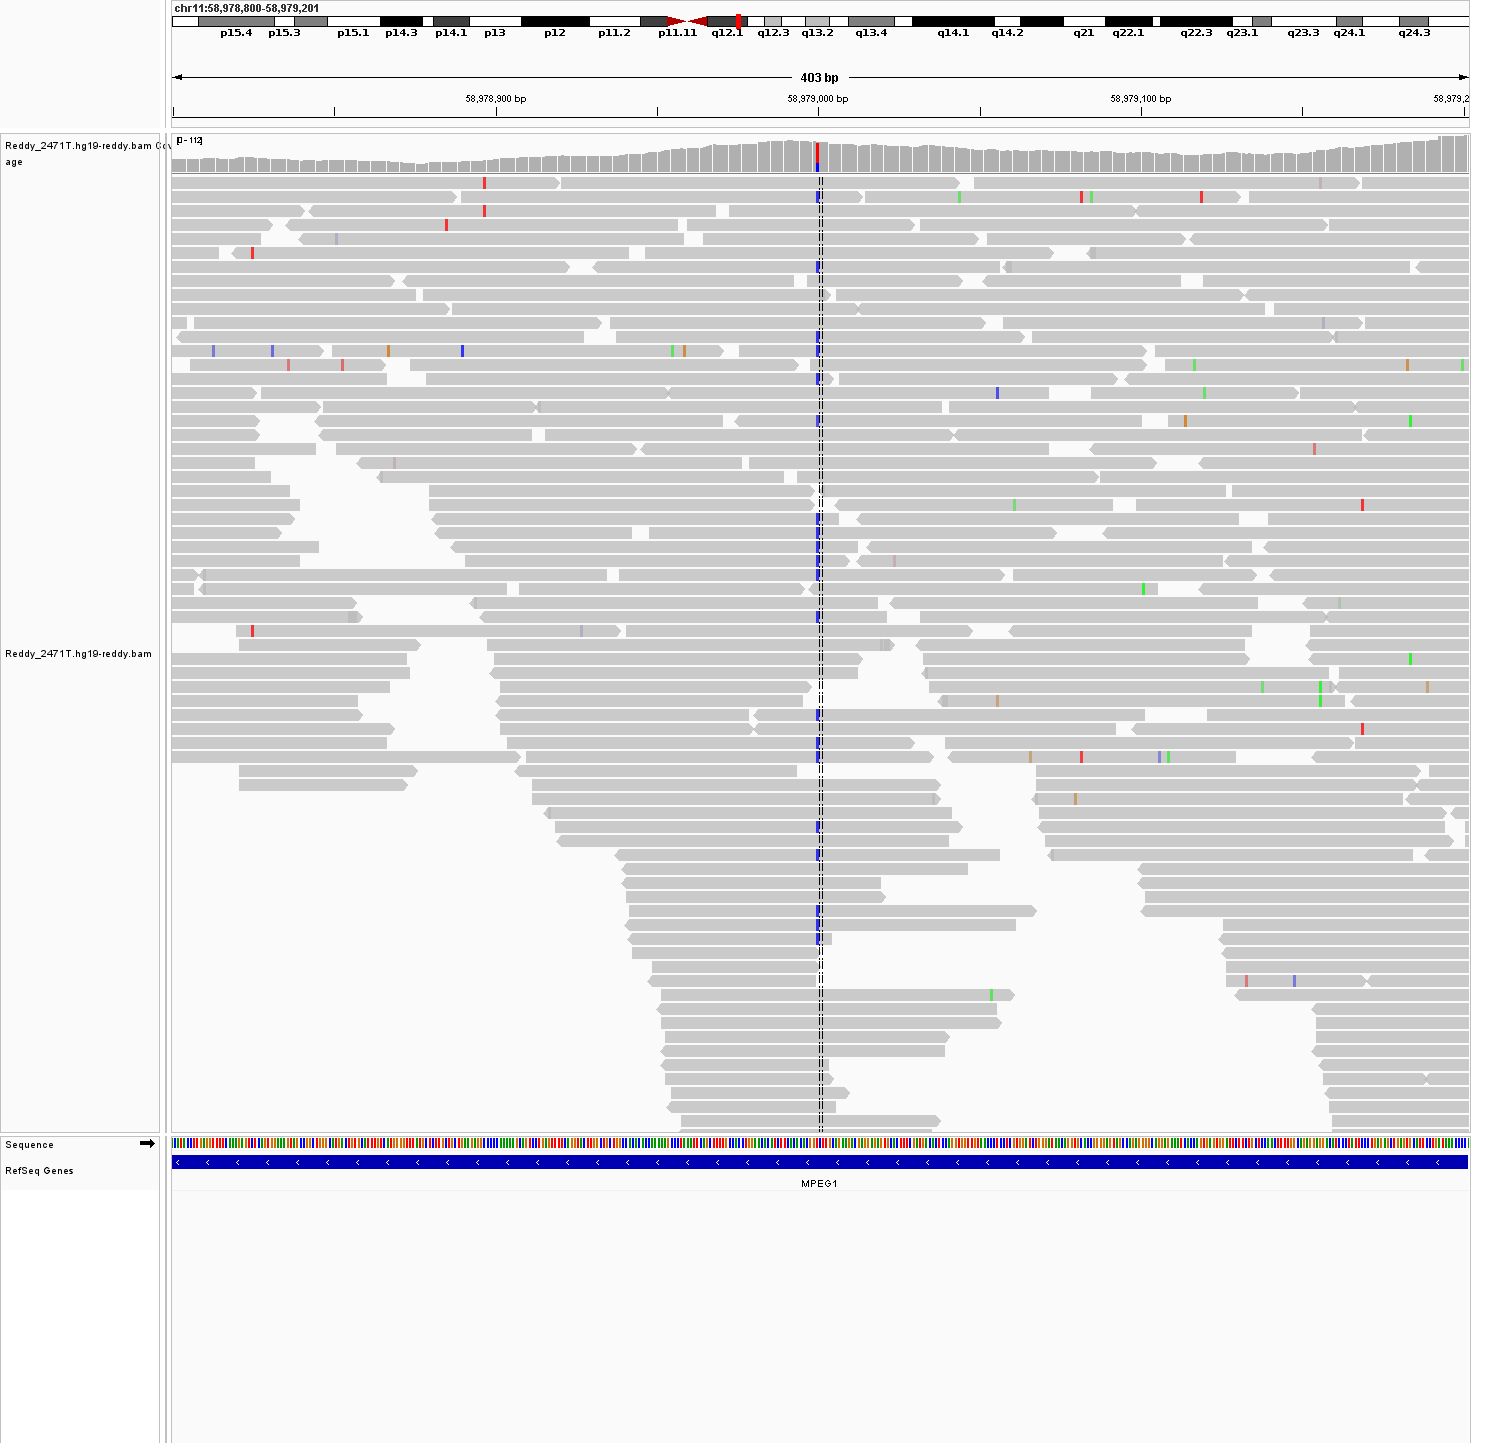 chr11:58,978,800-58,979,201
p15.4 p15.3 p15.1 p14.3 p14.1 p13 p12 p11.2 p11.11 q12.1 q12.3 q13.2 q13.4 q14.1 q14.2 q21 q22.1 q22.3 q23.1 q23.3 q24.1 q24.3
403 bp
58,978,900 bp 58,979,000 bp 58,979,100 bp 58,979,2
[0 - 112]
Reddy_2471T.hg19-reddy.bam Cov
age
Reddy_2471T.hg19-reddy.bam
Sequence
RefSeq Genes
MPEG1